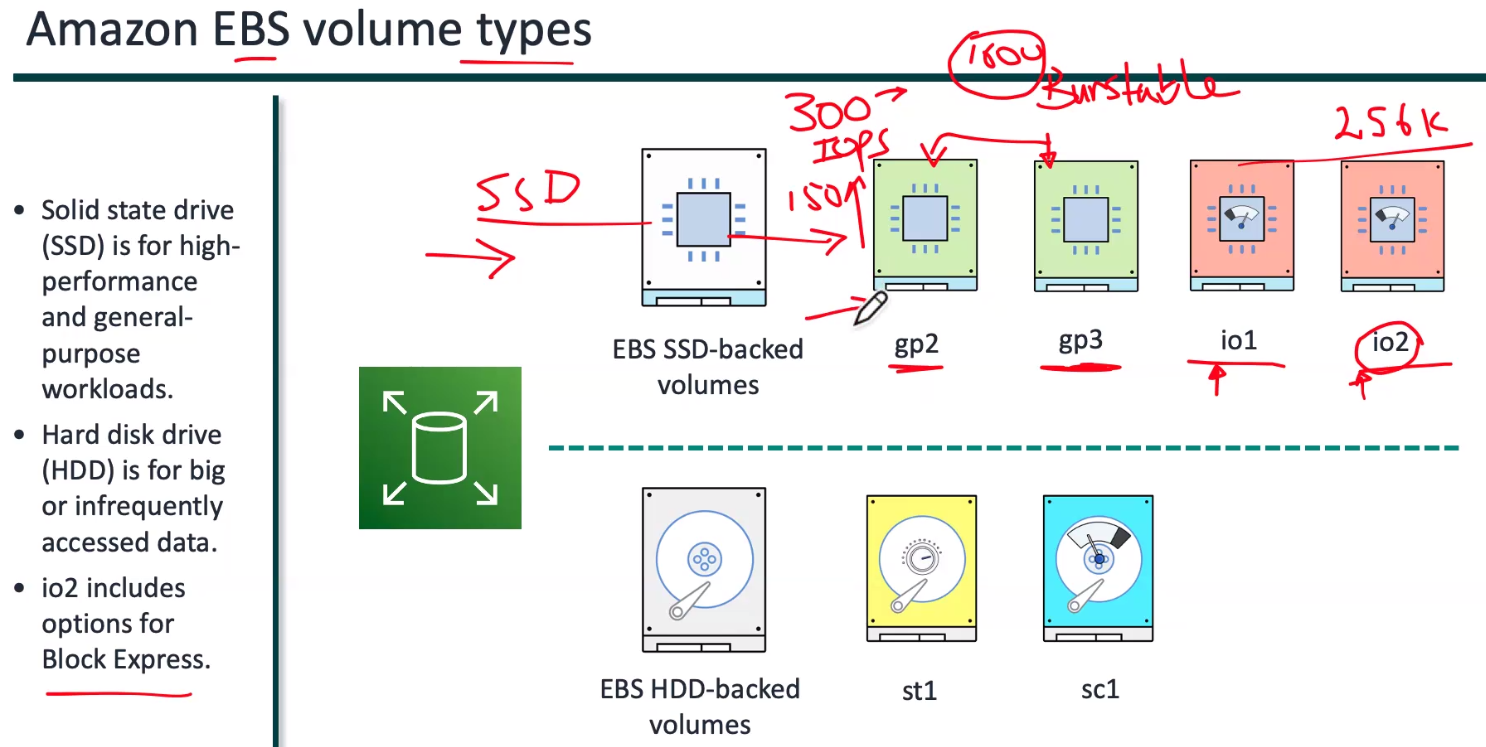 Amazon EBS volume types
1600
Burstable
300
IOPS
150
256K
SSD
• Solid state drive
(SSD) is for high-
performance
and general-
purpose
workloads.
• Hard disk drive
(HDD) is for big
or infrequently
accessed data.
• io2 includes
options for
Block Express.
EBS SSD-backed
volumes
gp2
gp3
io1
io2
EBS HDD-backed
volumes
st1
sc1